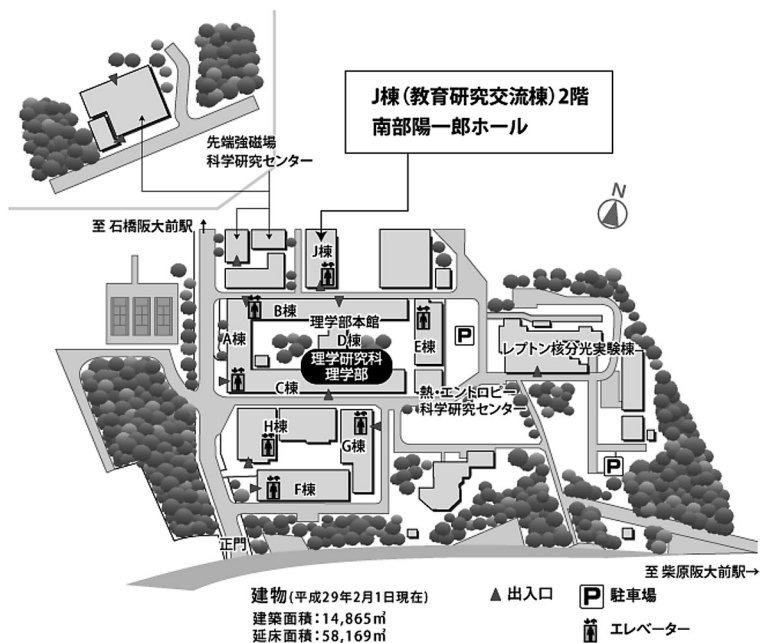 J棟(教育研究交流棟)2階
南部陽一郎ホール
先端強磁場
科学研究センター
N
至 石橋阪大前駅
J棟
B棟
理学部本館
A棟
D棟
E棟
P
理学研究科
理学部
レプトン核分光実験棟
C棟
熱・エントロピー
科学研究センター
H棟
G棟
F棟
P
正門
至 柴原阪大前駅→
建物(平成29年2月1日現在)
建築面積:14,865㎡
延床面積:58,169㎡
出入口
P 駐車場
エレベーター